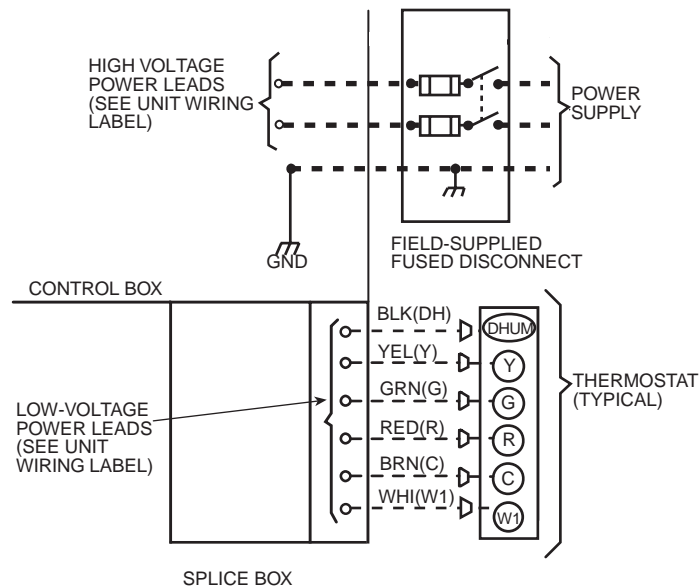 HIGH VOLTAGE
POWER LEADS
(SEE UNIT WIRING
LABEL)
POWER
SUPPLY
GND
FIELD-SUPPLIED
FUSED DISCONNECT
CONTROL BOX
LOW-VOLTAGE
POWER LEADS
(SEE UNIT
WIRING LABEL)
BLK(DH)
DHUM
YEL(Y)
Y
GRN(G)
G
RED(R)
R
BRN(C)
C
WHI(W1)
W1
THERMOSTAT
(TYPICAL)
SPLICE BOX